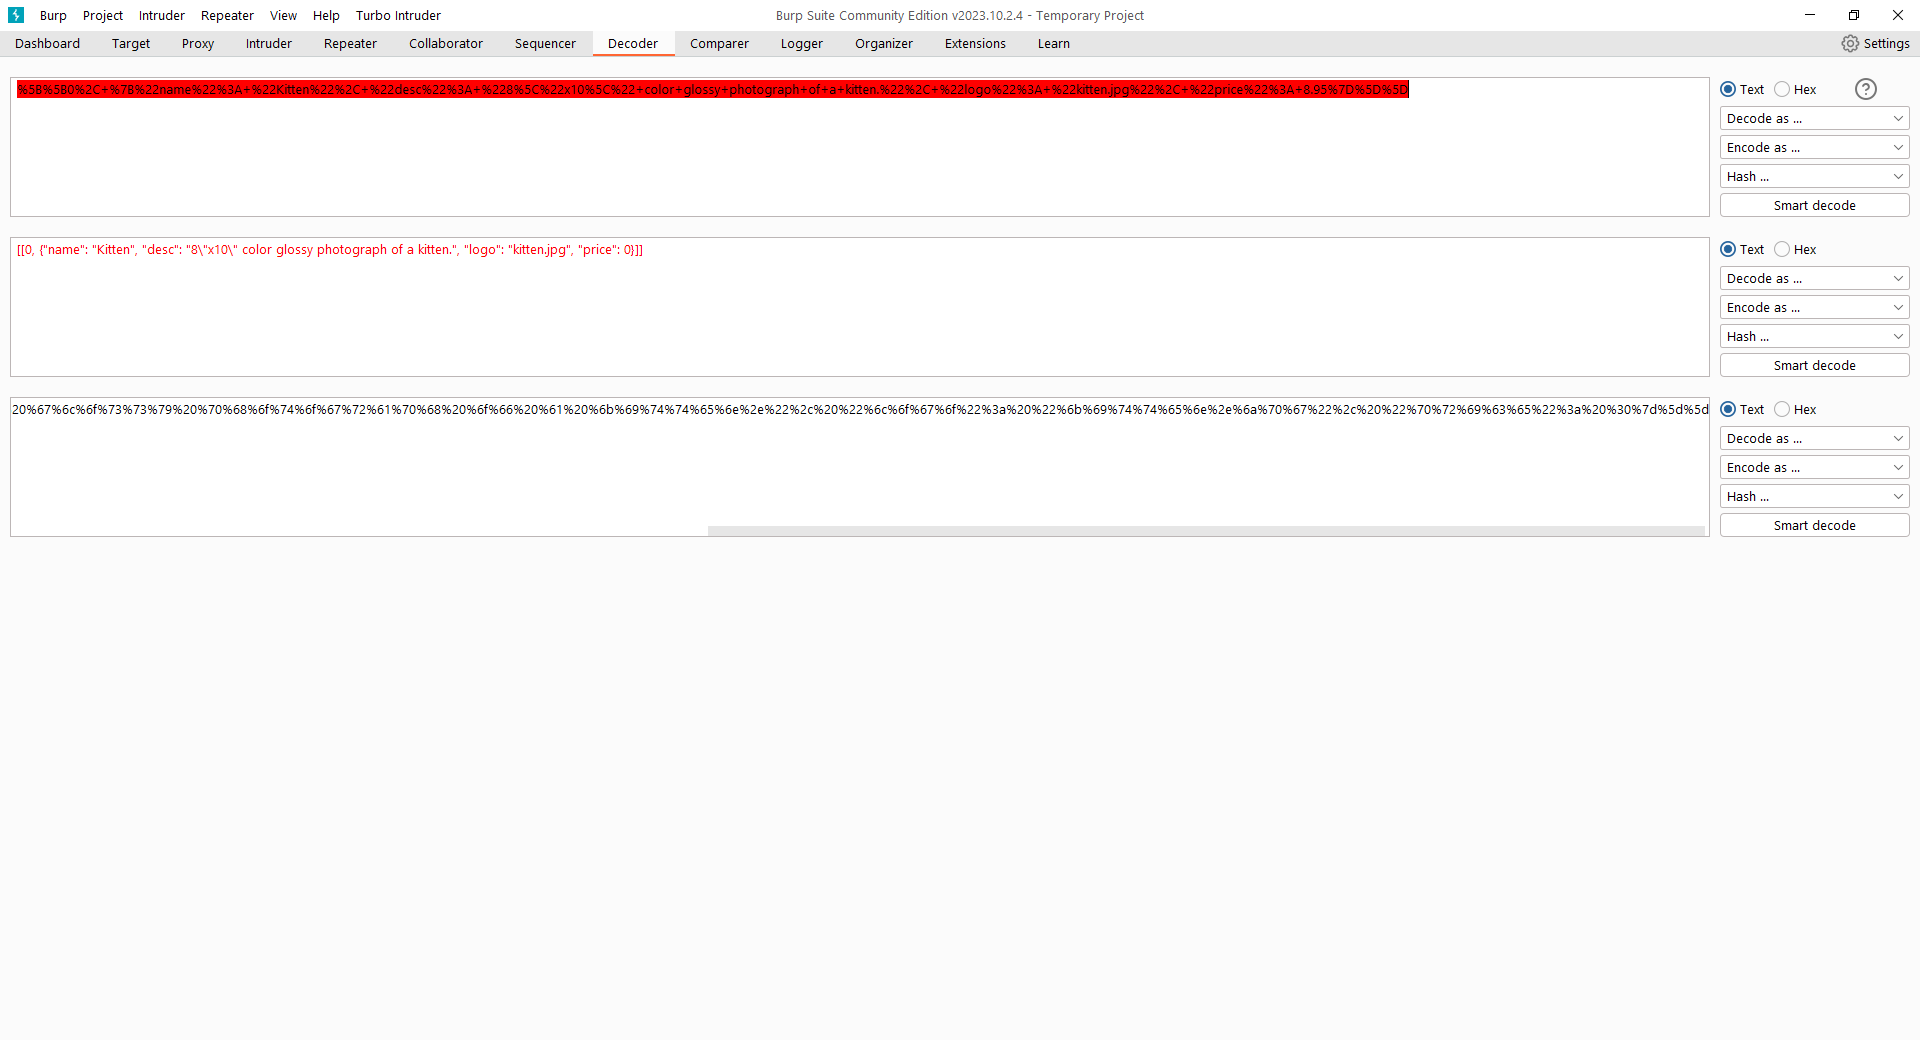 Burp Project Intruder Repeater View Help Turbo Intruder Burp Suite Community Edition v2023.10.2.4 - Temporary Project
Dashboard Target Proxy Intruder Repeater Collaborator Sequencer Decoder Comparer Logger Organizer Extensions Learn Settings
%5B%5B0%2C+%7B%22name%22%3A+%22Kitten%22%2C+%22desc%22%3A+%228%5C%22x10%5C%22+color+glossy+photograph+of+a+kitten.%22%2C+%22logo%22%3A+%22kitten.jpg%22%2C+%22price%22%3A+8.95%7D%5D%5D
Text Hex ?
Decode as ...
Encode as ...
Hash ...
Smart decode
[[0, {"name": "Kitten", "desc": "8\"x10\" color glossy photograph of a kitten.", "logo": "kitten.jpg", "price": 0}]]
Text Hex
Decode as ...
Encode as ...
Hash ...
Smart decode
20%67%6c%6f%73%73%79%20%70%68%6f%74%6f%67%72%61%70%68%20%6f%66%20%61%20%6b%69%74%74%65%6e%2e%22%2c%20%22%6c%6f%67%6f%22%3a%20%22%6b%69%74%74%65%6e%2e%6a%70%67%22%2c%20%22%70%72%69%63%65%22%3a%20%30%7d%5d%5d
Text Hex
Decode as ...
Encode as ...
Hash ...
Smart decode